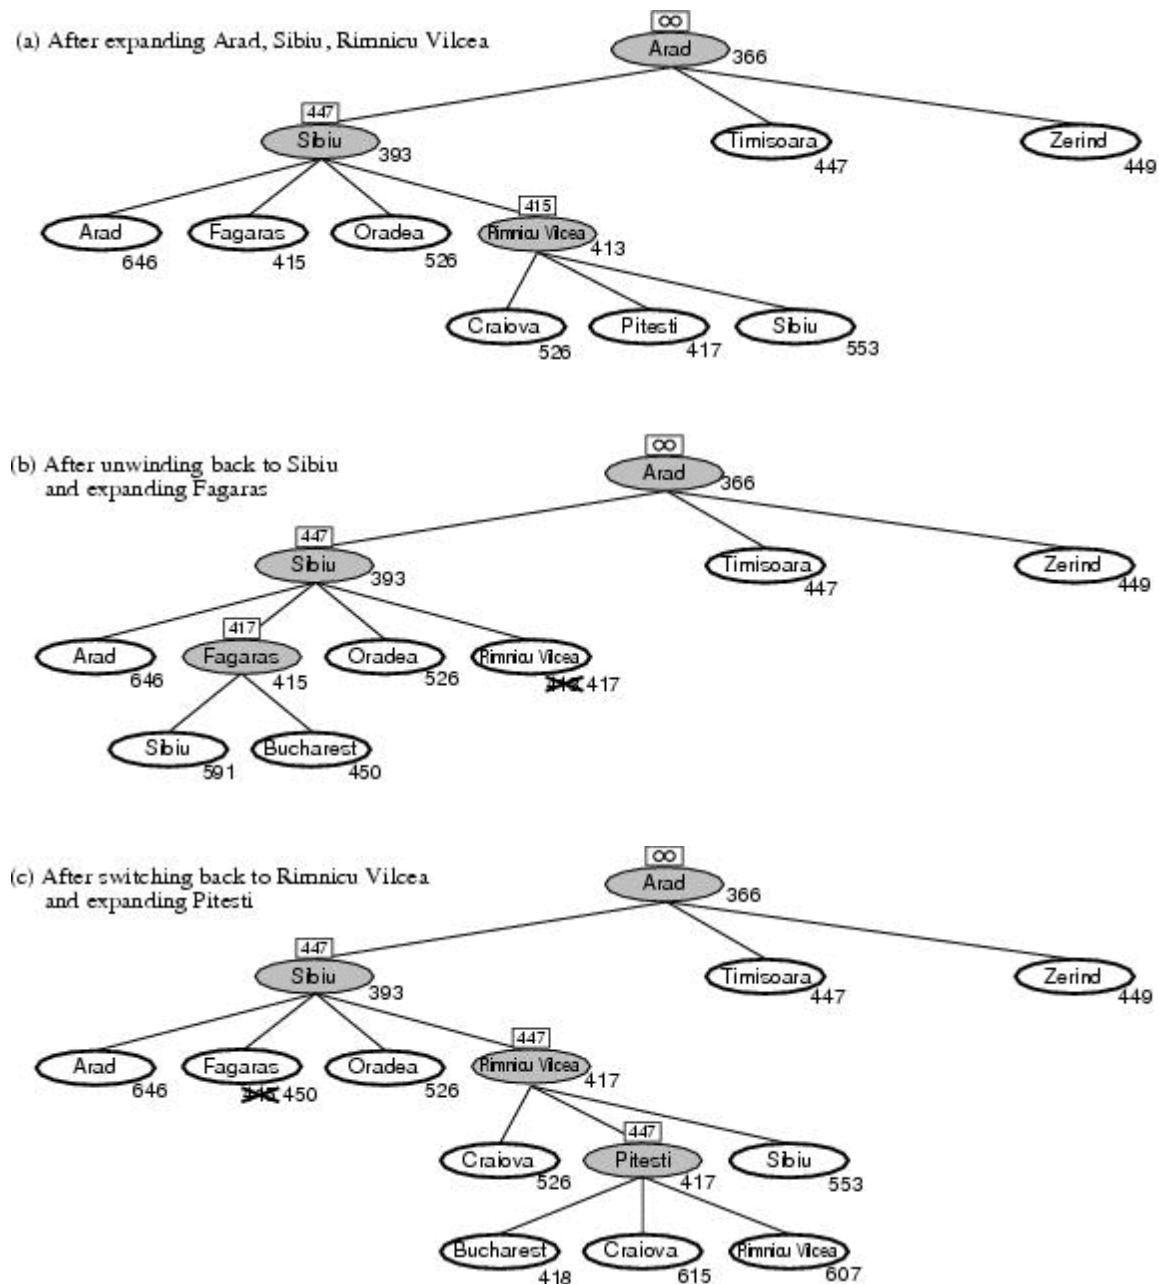 (a) After expanding Arad, Sibiu, Rimnicu Vilcea
∞
Arad
366
447
Sibiu
393
Timisoara
447
Zerind
449
Arad
646
Fagaras
415
Oradea
526
415
Rimnicu Vilcea
413
Craiova
526
Pitesti
417
Sibiu
553
(b) After unwinding back to Sibiu
and expanding Fagaras
∞
Arad
366
447
Sibiu
393
Timisoara
447
Zerind
449
Arad
646
417
Fagaras
415
Oradea
526
Rimnicu Vilcea
417
Sibiu
591
Bucharest
450
(c) After switching back to Rimnicu Vilcea
and expanding Pitesti
∞
Arad
366
447
Sibiu
393
Timisoara
447
Zerind
449
Arad
646
Fagaras
450
Oradea
526
447
Rimnicu Vilcea
417
Craiova
526
447
Pitesti
417
Sibiu
553
Bucharest
418
Craiova
615
Rimnicu Vilcea
607